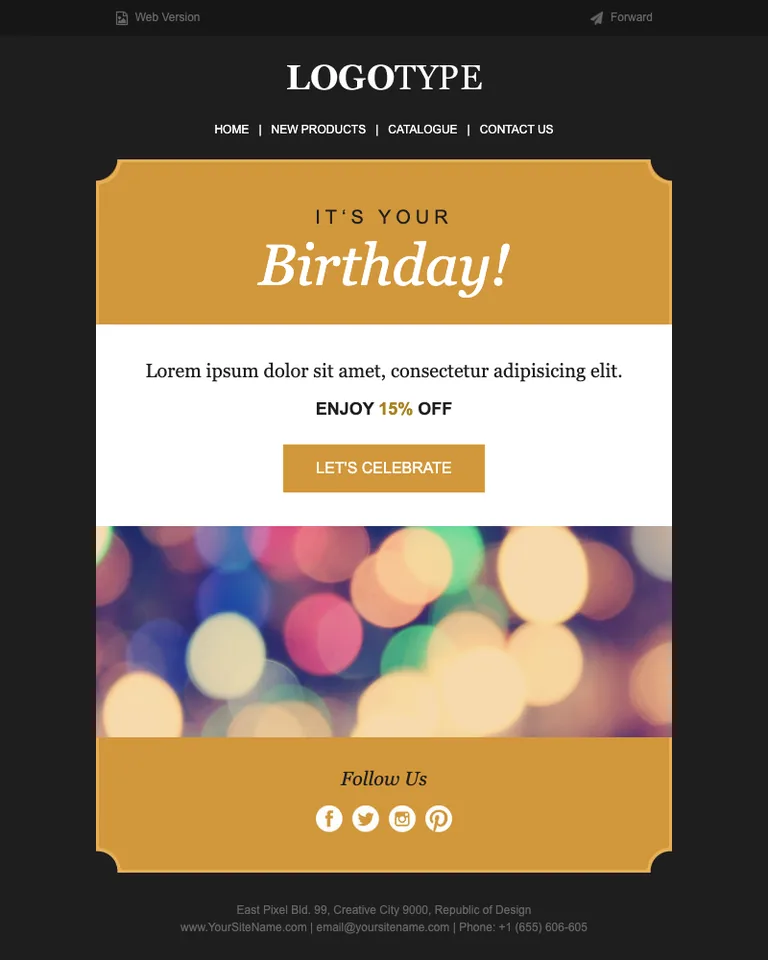 Web Version
Forward
LOGOTYPE
HOME | NEW PRODUCTS | CATALOGUE | CONTACT US
IT‘S YOUR
Birthday!
Lorem ipsum dolor sit amet, consectetur adipisicing elit.
ENJOY 15% OFF
LET'S CELEBRATE
Follow Us
East Pixel Bld. 99, Creative City 9000, Republic of Design
www.YourSiteName.com | email@yoursitename.com | Phone: +1 (655) 606-605